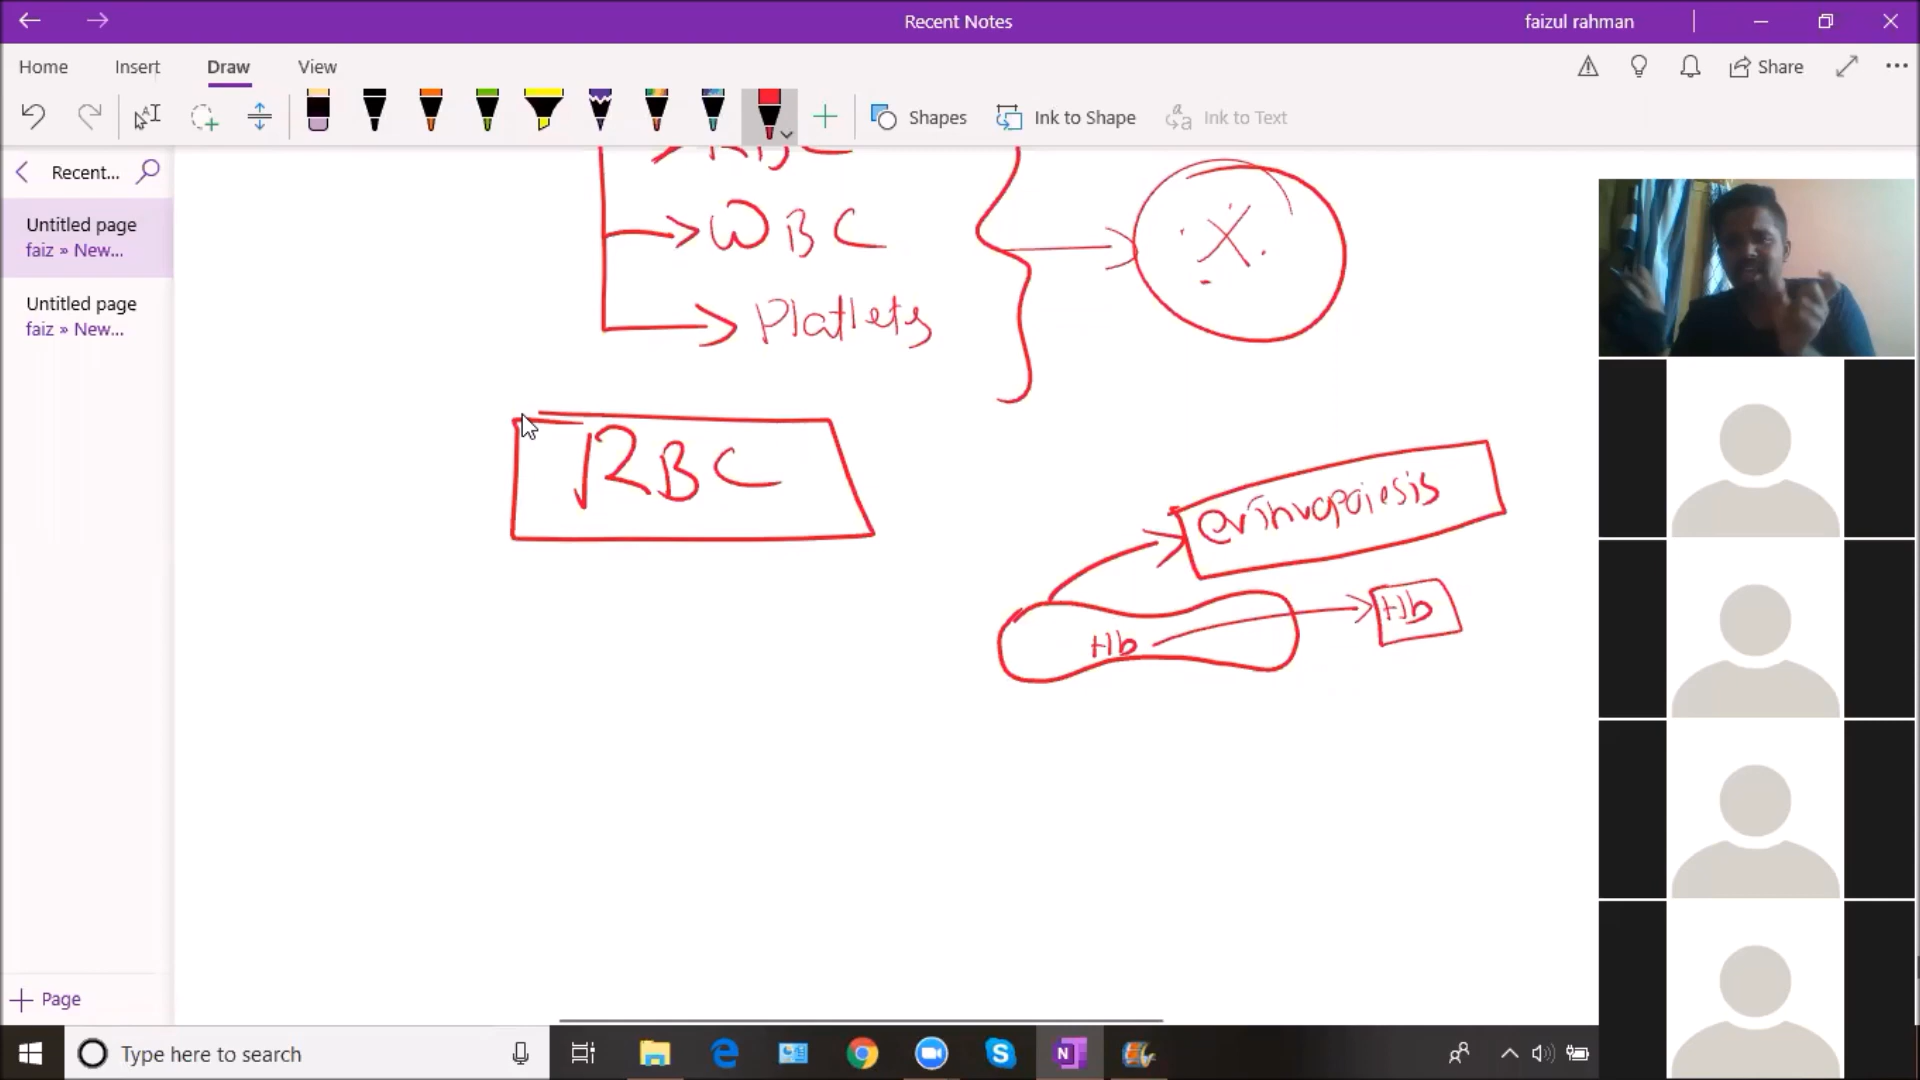 Recent Notes
faizul rahman
Home Insert Draw View
Share
Shapes
Ink to Shape
Ink to Text
Recent...
Untitled page
faiz » New...
Untitled page
faiz » New...
RBC
WBC
Platlets
X
RBC
Hb
Hb
Page
Type here to search